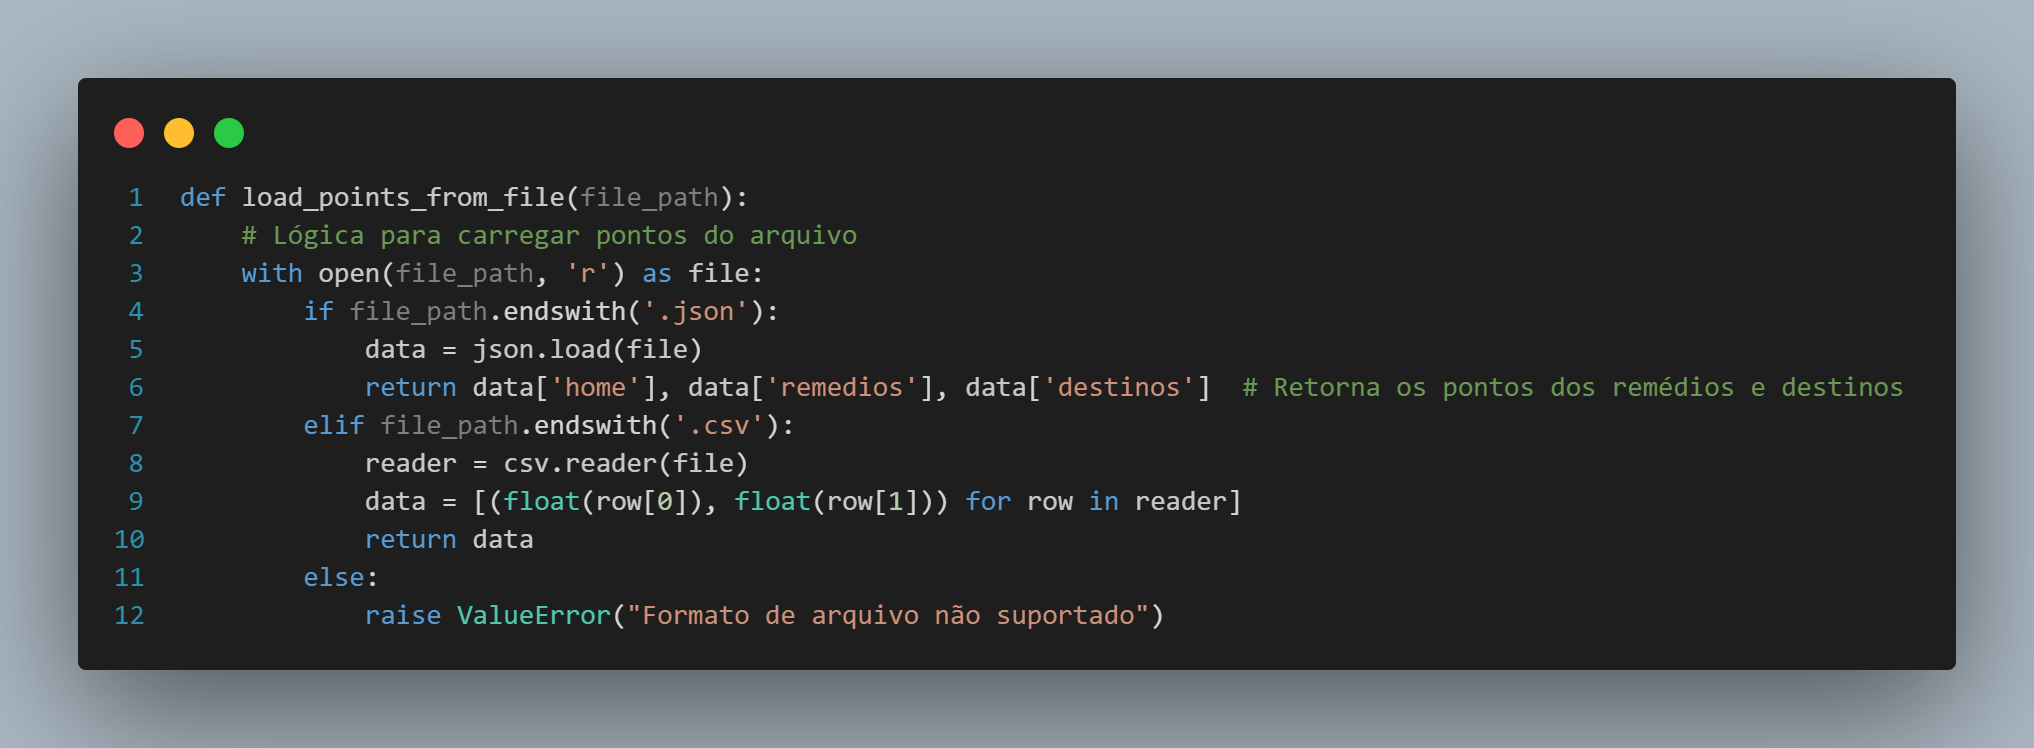 1 def load_points_from_file(file_path):
2     # Lógica para carregar pontos do arquivo
3     with open(file_path, 'r') as file:
4         if file_path.endswith('.json'):
5             data = json.load(file)
6             return data['home'], data['remedios'], data['destinos']  # Retorna os pontos dos remédios e destinos
7         elif file_path.endswith('.csv'):
8             reader = csv.reader(file)
9             data = [(float(row[0]), float(row[1])) for row in reader]
10             return data
11         else:
12             raise ValueError("Formato de arquivo não suportado")